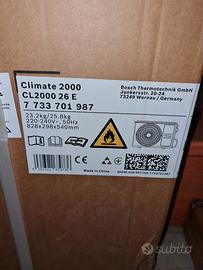 Climate 2000
CL2000 26 E
7 733 701 987
Bosch Thermotechnik GmbH
Junkersstr. 20-24
73249 Wernau / Germany
23.2kg/25.8kg
220-240V~, 50Hz
828x298x540mm
Made in China
subito